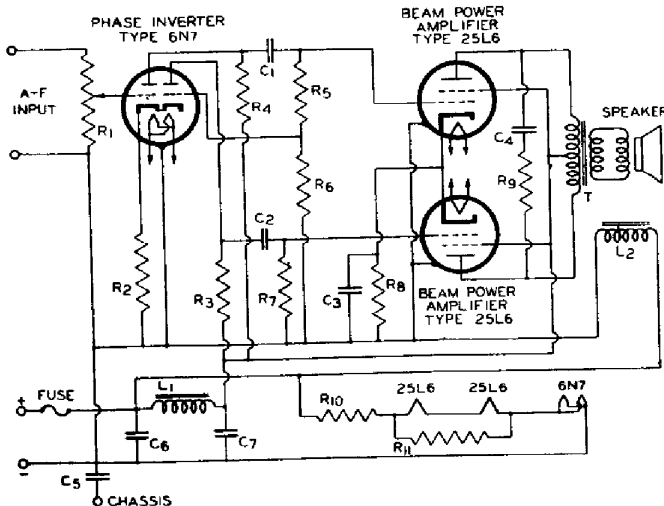 PHASE INVERTER
TYPE 6N7
BEAM POWER
AMPLIFIER
TYPE 25L6
A-F
INPUT
R1
C1
R4
R5
R6
C4
R9
T
SPEAKER
C2
R2
R3
R7
C3
R8
BEAM POWER
AMPLIFIER
TYPE 25L6
L2
+
FUSE
L1
C6
C7
R10
25L6
25L6
6N7
R11
-
C5
CHASSIS